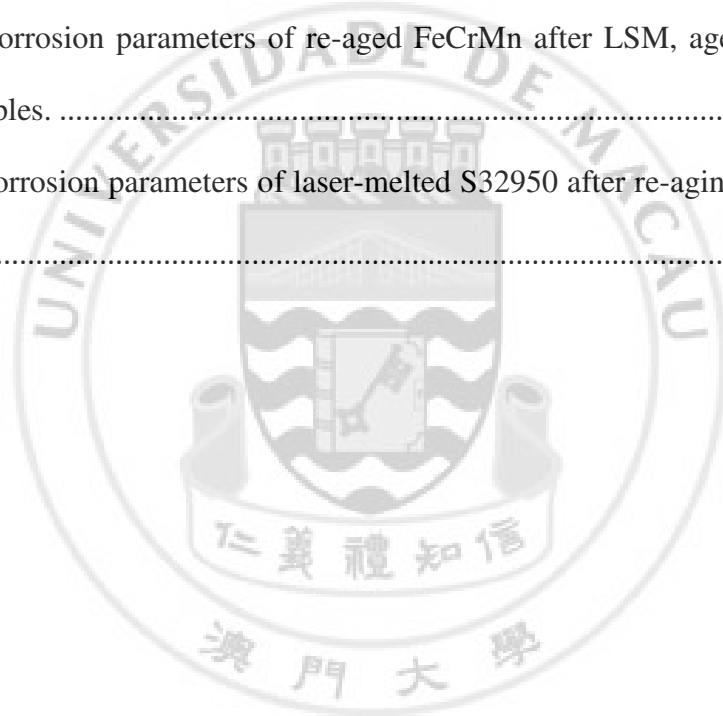 orrosion parameters of re-aged FeCrMn after LSM, age
ples. ................................................................................
orrosion parameters of laser-melted S32950 after re-agin
................................................................................
UNIVERSIDADE DE MACAU
仁義禮知信
澳門大學